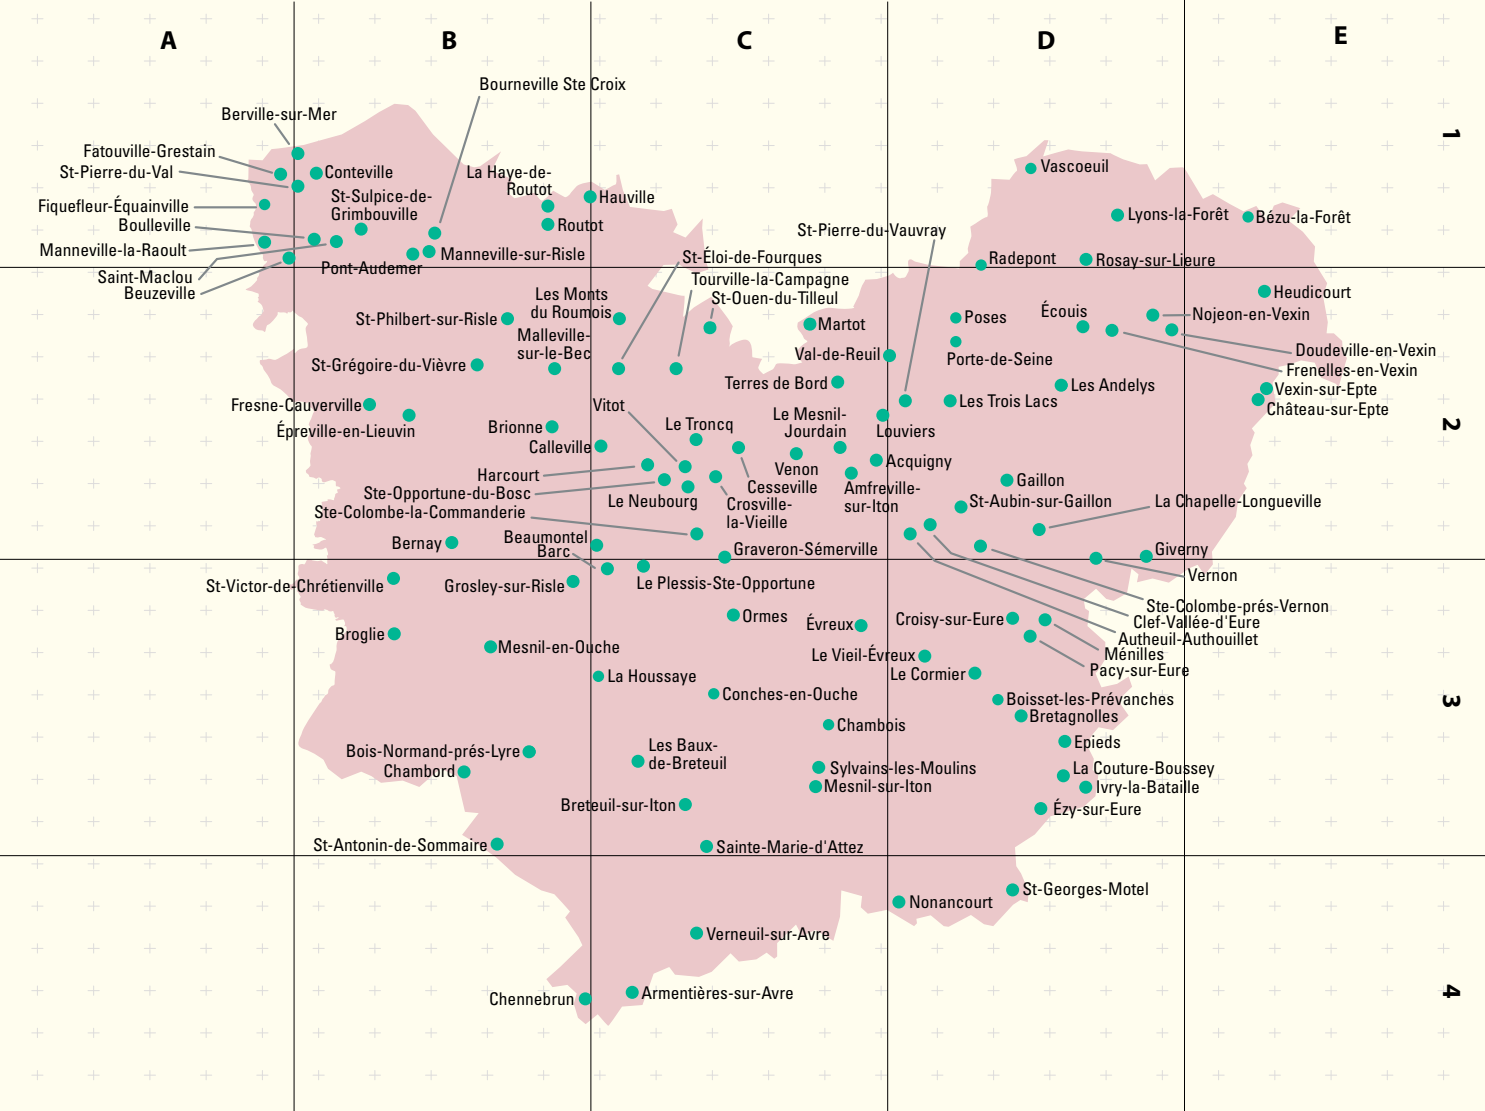 A
B
C
D
E
Bourneville Ste Croix
Berville-sur-Mer
1
Fatouville-Grestain
St-Pierre-du-Val
Conteville
La Haye-de-
Routot
Vascoeuil
St-Sulpice-de-
Grimbouville
Hauville
Fiquefleur-Équainville
Boulleville
Routot
Lyons-la-Forêt
Bézu-la-Forêt
St-Pierre-du-Vauvray
Manneville-la-Raoult
Manneville-sur-Risle
St-Éloi-de-Fourques
Radepont
Rosay-sur-Lieure
Pont-Audemer
Saint-Maclou
Beuzeville
Tourville-la-Campagne
St-Ouen-du-Tilleul
Les Monts
du Roumois
Heudicourt
St-Philbert-sur-Risle
Martot
Poses
Écouis
Nojeon-en-Vexin
Malleville-
sur-le-Bec
Val-de-Reuil
Porte-de-Seine
Doudeville-en-Vexin
St-Grégoire-du-Vièvre
Frenelles-en-Vexin
Terres de Bord
Les Andelys
Vexin-sur-Epte
Fresne-Cauverville
Vitot
Les Trois Lacs
Château-sur-Epte
Le Mesnil-
Jourdain
2
Épreville-en-Lieuvin
Brionne
Le Troncq
Louviers
Calleville
Venon
Acquigny
Harcourt
Cesseville
Amfreville-
sur-Iton
Gaillon
Ste-Opportune-du-Bosc
Le Neubourg
Crosville-
la-Vieille
St-Aubin-sur-Gaillon
La Chapelle-Longueville
Ste-Colombe-la-Commanderie
Bernay
Beaumontel
Barc
Graveron-Sémerville
Giverny
Vernon
St-Victor-de-Chrétienville
Grosley-sur-Risle
Le Plessis-Ste-Opportune
Ste-Colombe-prés-Vernon
Clef-Vallée-d'Eure
Autheuil-Authouillet
Ormes
Évreux
Croisy-sur-Eure
Broglie
Mesnil-en-Ouche
Le Vieil-Évreux
Ménilles
Pacy-sur-Eure
La Houssaye
Le Cormier
Conches-en-Ouche
Boisset-les-Prévanches
3
Bretagnolles
Chambois
Epieds
Bois-Normand-prés-Lyre
Les Baux-
de-Breteuil
Chambord
Sylvains-les-Moulins
La Couture-Boussey
Mesnil-sur-Iton
Ivry-la-Bataille
Breteuil-sur-Iton
Ézy-sur-Eure
St-Antonin-de-Sommaire
Sainte-Marie-d'Attez
St-Georges-Motel
Nonancourt
Verneuil-sur-Avre
Chennebrun
Armentières-sur-Avre
4